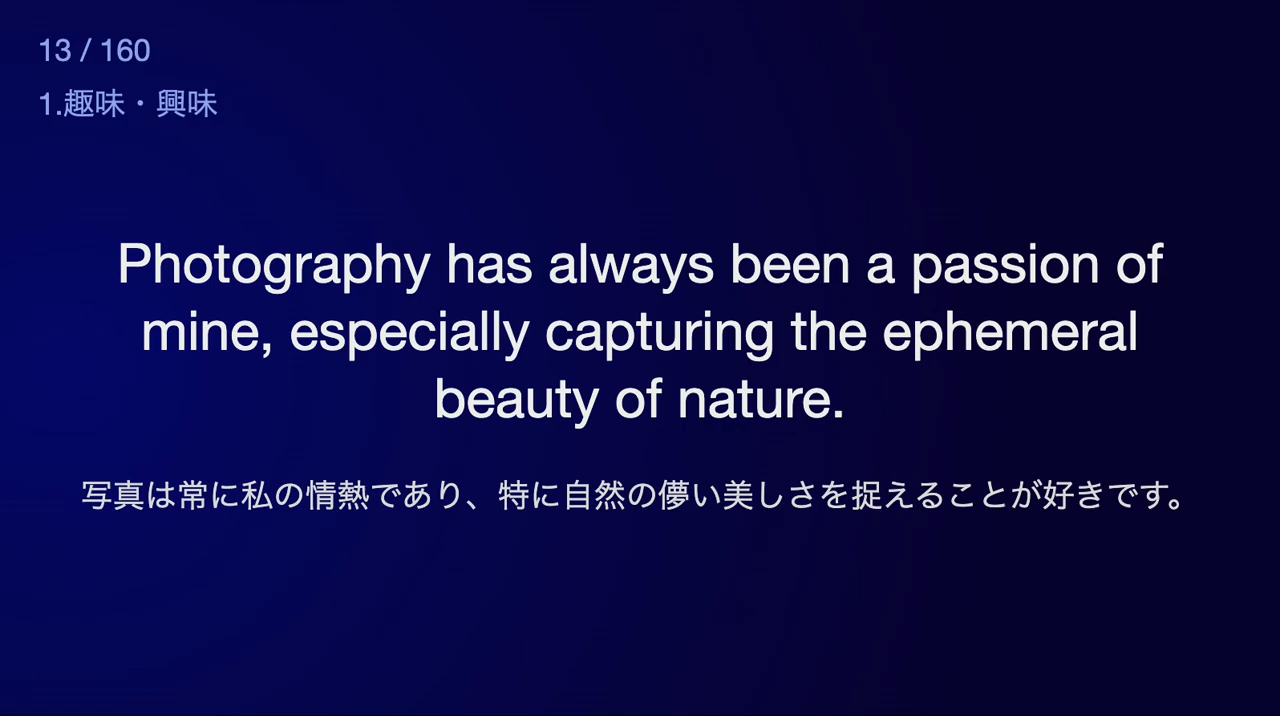 13 / 160
1.趣味・興味
Photography has always been a passion of
mine, especially capturing the ephemeral
beauty of nature.
写真は常に私の情熱であり、特に自然の儚い美しさを捉えることが好きです。